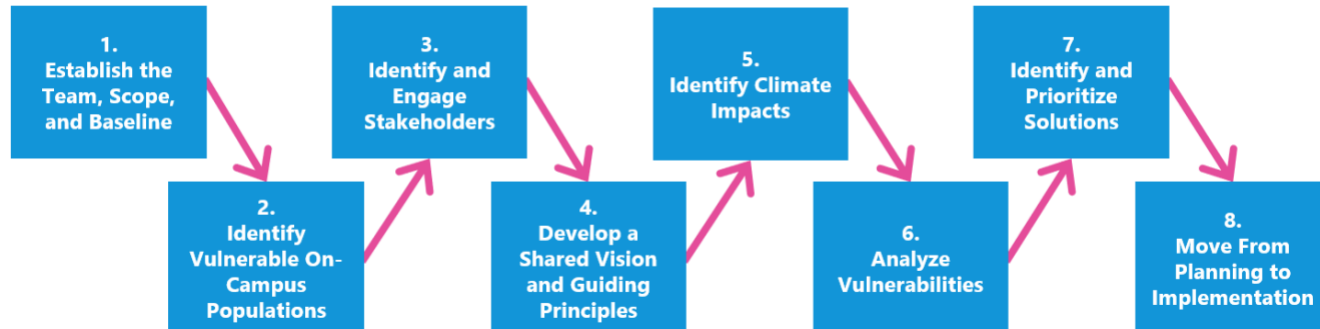 1.
Establish the
Team, Scope,
and Baseline
2.
Identify
Vulnerable On-
Campus
Populations
3.
Identify and
Engage
Stakeholders
4.
Develop a
Shared Vision
and Guiding
Principles
5.
Identify Climate
Impacts
6.
Analyze
Vulnerabilities
7.
Identify and
Prioritize
Solutions
8.
Move From
Planning to
Implementation